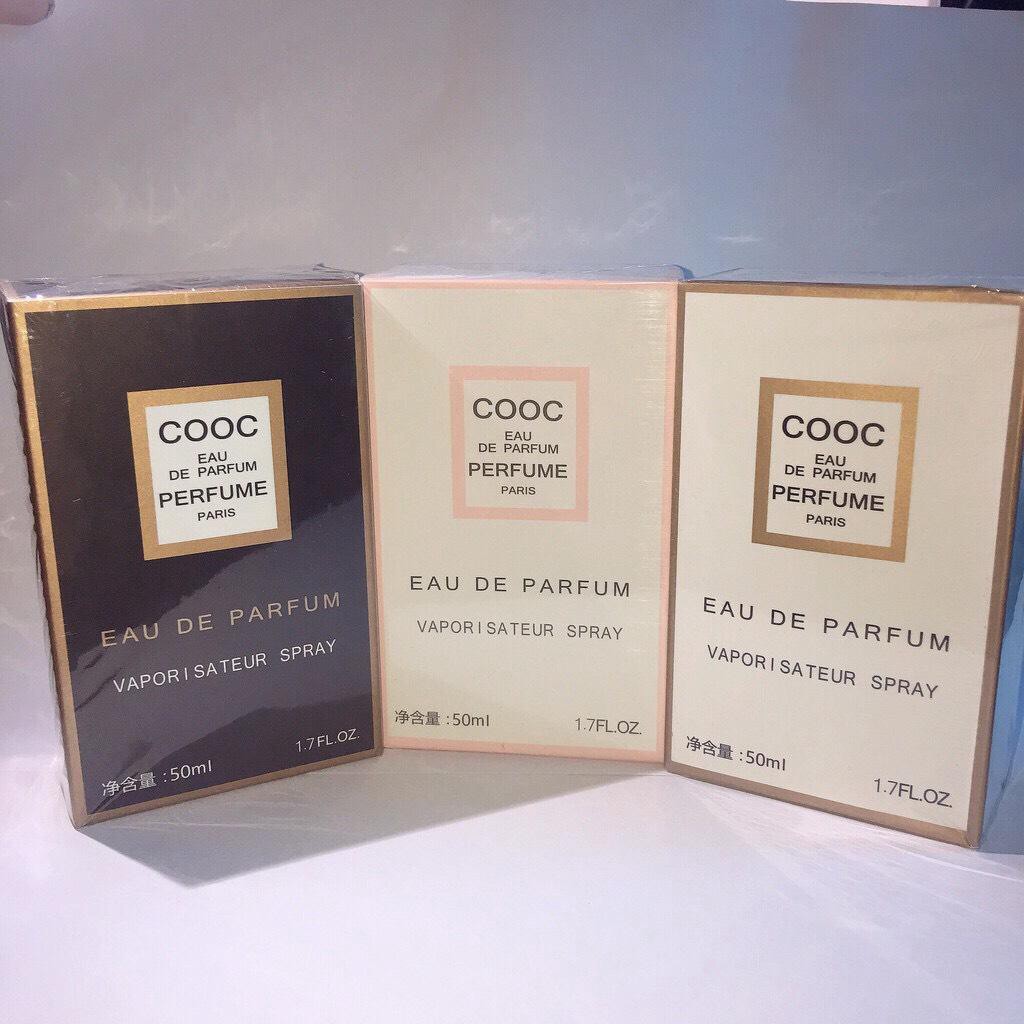 COOC
EAU
DE PARFUM
PERFUME
PARIS
EAU DE PARFUM
VAPORISATEUR SPRAY
净含量:50ml
1.7FL.OZ.
COOC
EAU
DE PARFUM
PERFUME
PARIS
EAU DE PARFUM
VAPORISATEUR SPRAY
净含量:50ml
1.7FL.OZ.
COOC
EAU
DE PARFUM
PERFUME
PARIS
EAU DE PARFUM
VAPORISATEUR SPRAY
净含量:50ml
1.7FL.OZ.